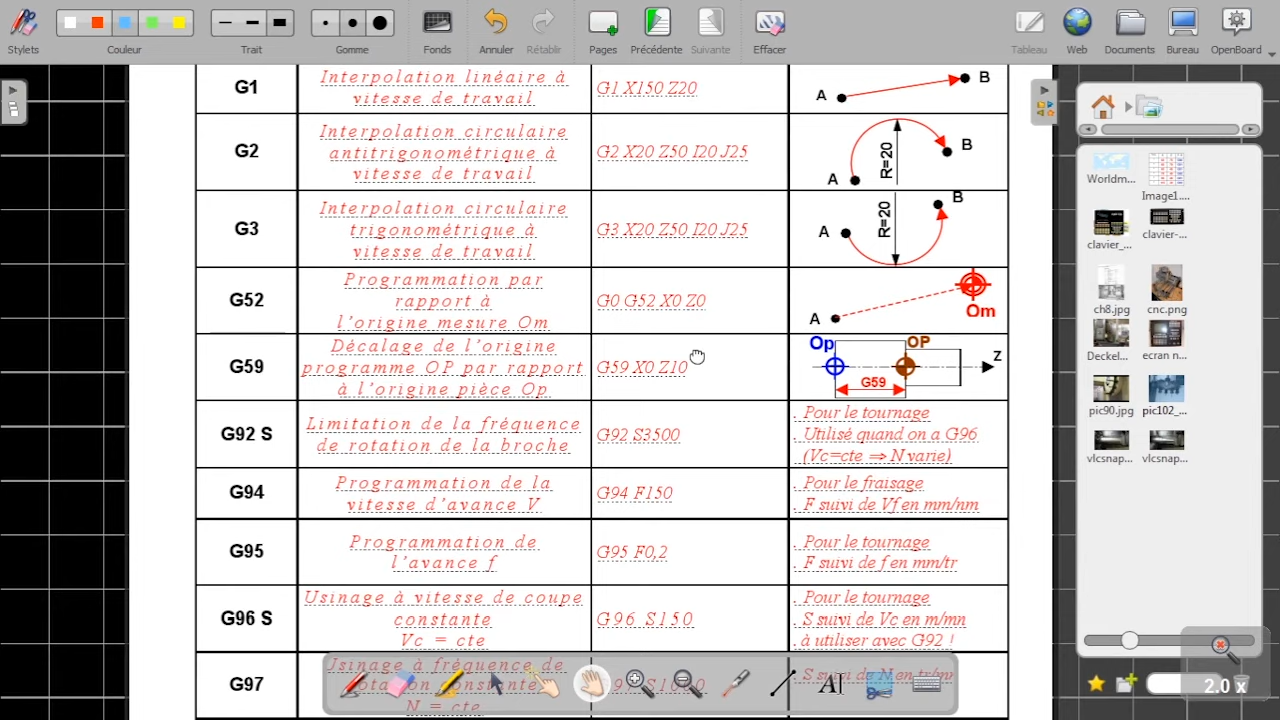 Stylets
Couleur
Trait
Gomme
Fonds
Annuler
Rétablir
Pages
Précédente
Suivante
Effacer
Tableau
Web
Documents
Bureau
OpenBoard
G1
Interpolation linéaire à
vitesse de travail
G1 X150 Z20
A
B
G2
Interpolation circulaire
antitrigonométrique à
vitesse de travail
G2 X20 Z50 I20 J25
A
R=20
B
G3
Interpolation circulaire
trigonométrique à
vitesse de travail
G3 X20 Z50 I20 J25
A
R=20
B
G52
Programmation par
rapport à
l'origine mesure Om
G0 G52 X0 Z0
A
Om
G59
Décalage de l'origine
programme OP par rapport
à l'origine pièce Op
G59 X0 Z10
Op
OP
Z
G59
G92 S
Limitation de la fréquence
de rotation de la broche
G92 S3500
. Pour le tournage
. Utilisé quand on a G96
(Vc=cte ⇒ N varie)
G94
Programmation de la
vitesse d'avance V
G94 F150
. Pour le fraisage
. F suivi de Vf en mm/nm
G95
Programmation de
l'avance f
G95 F0,2
. Pour le tournage
. F suivi de f en mm/tr
G96 S
Usinage à vitesse de coupe
constante
Vc = cte
G96 S150
. Pour le tournage
. S suivi de Vc en m/mn
. à utiliser avec G92 !
G97
Usinage à fréquence de
N = cte
. S suivi de N en tr/mn
Worldm...
Image1....
clavier_...
clavier-...
ch8.jpg
cnc.png
Deckel...
ecran n...
pic90.jpg
pic102_...
vlcsnap...
vlcsnap...
2.0 x